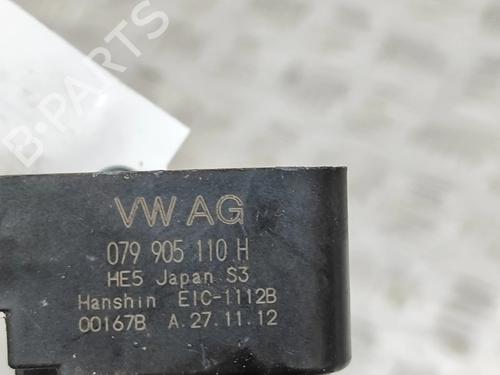 B-PARTS
VW AG
079 905 110 H
HE5 Japan S3
Hanshin EIC-1112B
00167B A.27.11.12